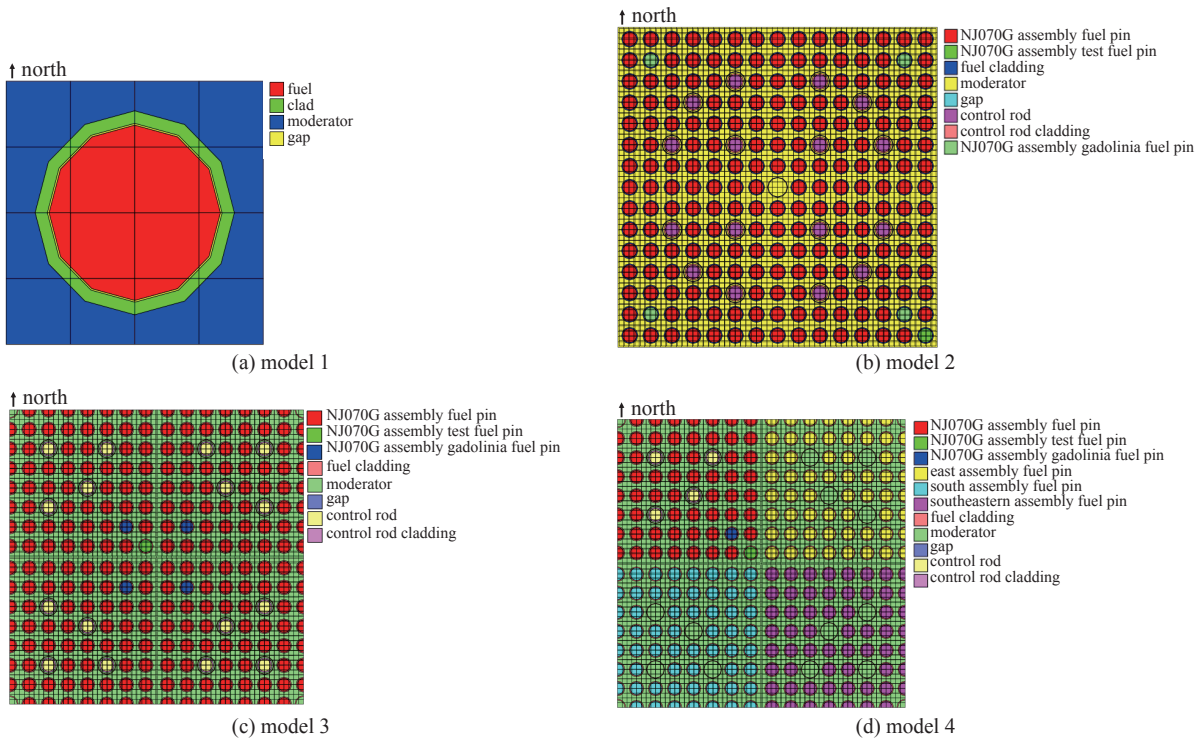 north
fuel
clad
moderator
gap
(a) model 1
north
NJ070G assembly fuel pin
NJ070G assembly test fuel pin
fuel cladding
moderator
gap
control rod
control rod cladding
NJ070G assembly gadolinia fuel pin
(b) model 2
north
NJ070G assembly fuel pin
NJ070G assembly test fuel pin
NJ070G assembly gadolinia fuel pin
fuel cladding
moderator
gap
control rod
control rod cladding
(c) model 3
north
NJ070G assembly fuel pin
NJ070G assembly test fuel pin
NJ070G assembly gadolinia fuel pin
east assembly fuel pin
south assembly fuel pin
southeastern assembly fuel pin
fuel cladding
moderator
gap
control rod
control rod cladding
(d) model 4